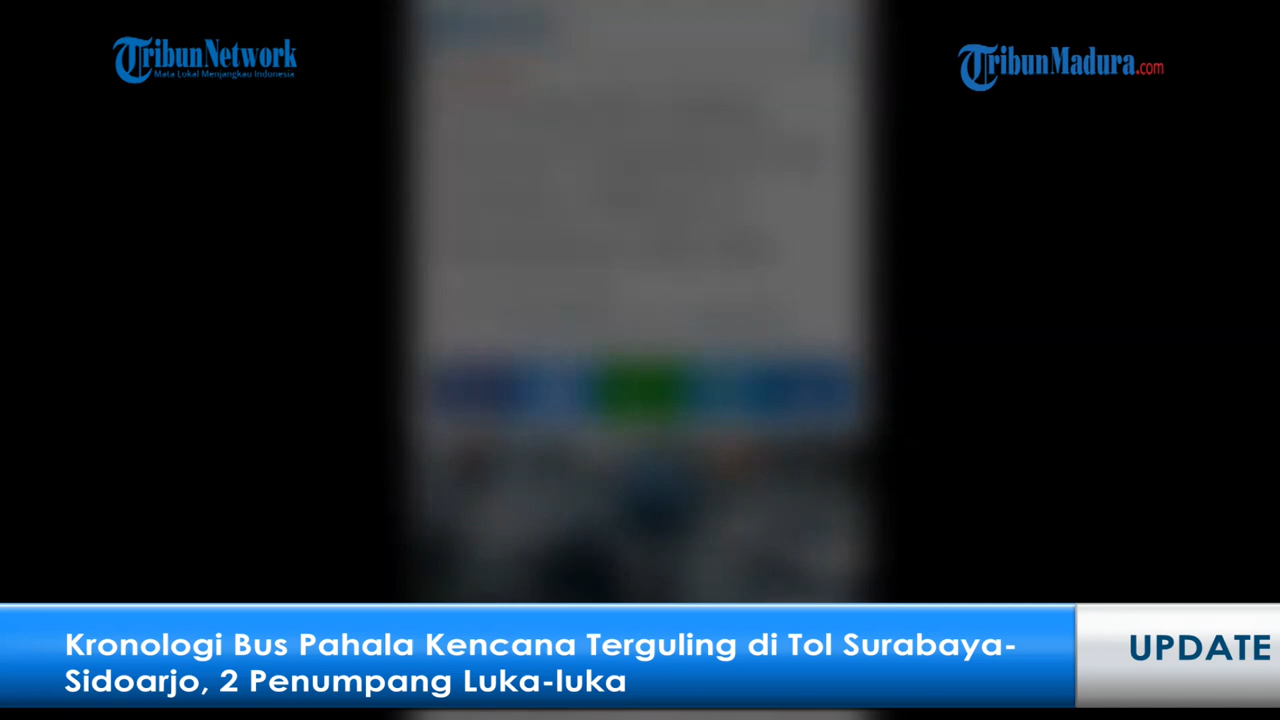 TribunNetwork
Mata Lokal Menjangkau Indonesia
TribunMadura.com
Kronologi Bus Pahala Kencana Terguling di Tol Surabaya-
Sidoarjo, 2 Penumpang Luka-luka
UPDATE